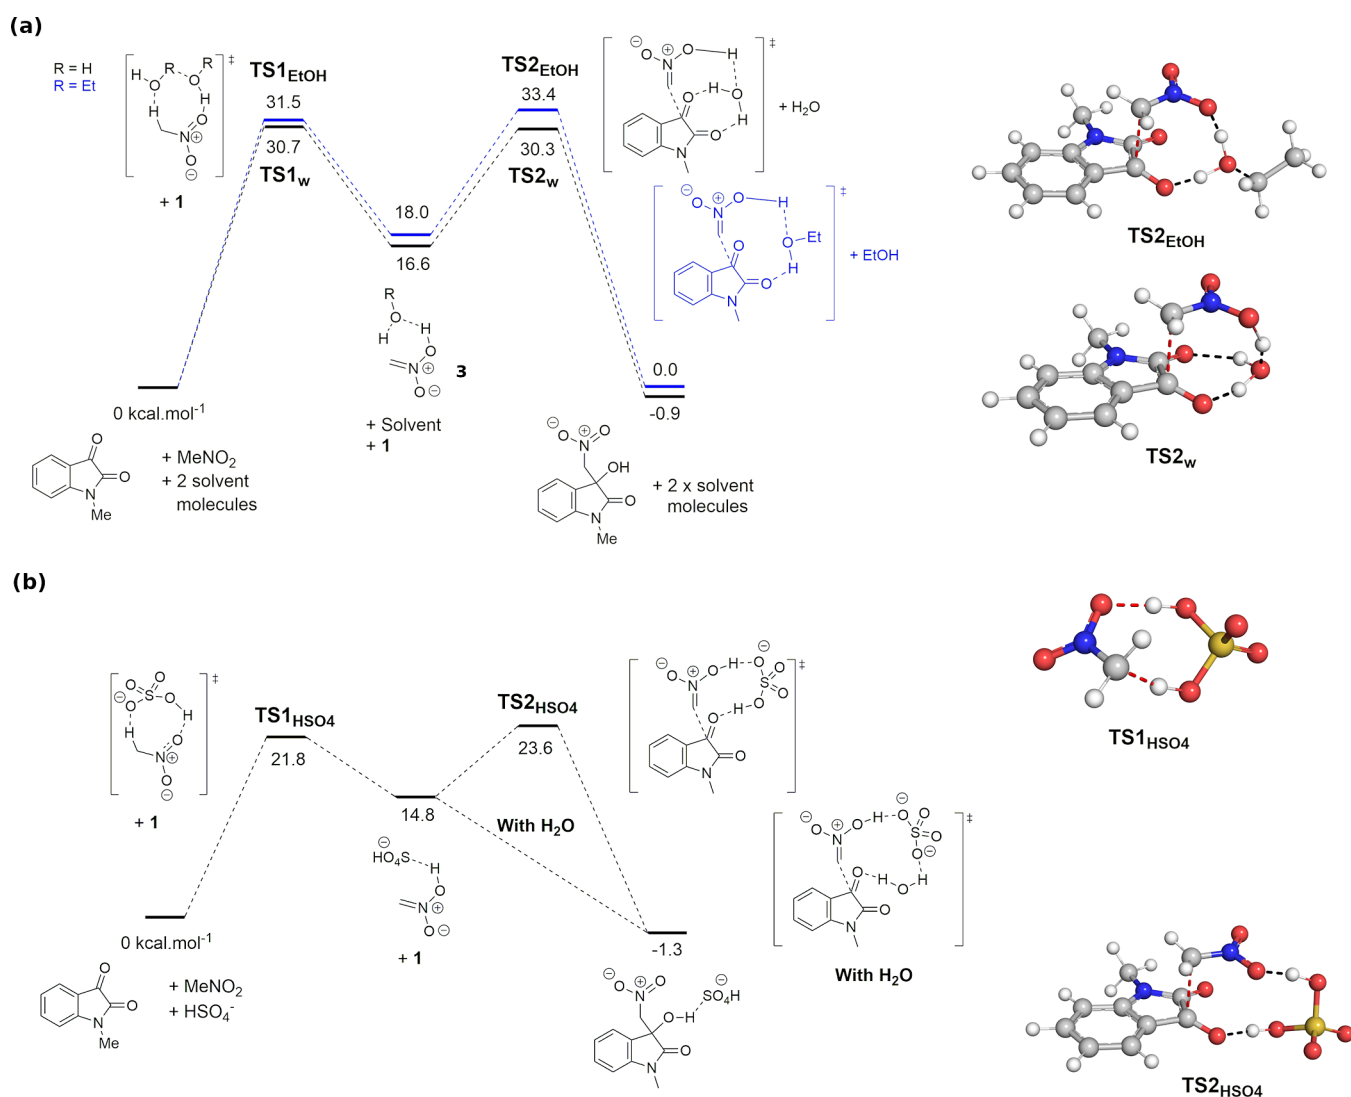 (a)
R = H
R = Et
‡
TS1EtOH
31.5
30.7
TS1w
+ 1
TS2EtOH
33.4
30.3
TS2w
‡
+ H2O
‡
+ EtOH
18.0
16.6
3
+ Solvent
+ 1
0 kcal.mol-1
+ MeNO2
+ 2 solvent
molecules
Me
0.0
-0.9
OH
+ 2 x solvent
molecules
Me
TS2EtOH
TS2w
(b)
‡
TS1HSO4
21.8
+ 1
TS2HSO4
23.6
‡
14.8
With H2O
HO4S
+ 1
0 kcal.mol-1
+ MeNO2
+ HSO4-
Me
-1.3
SO4H
‡
With H2O
TS1HSO4
TS2HSO4